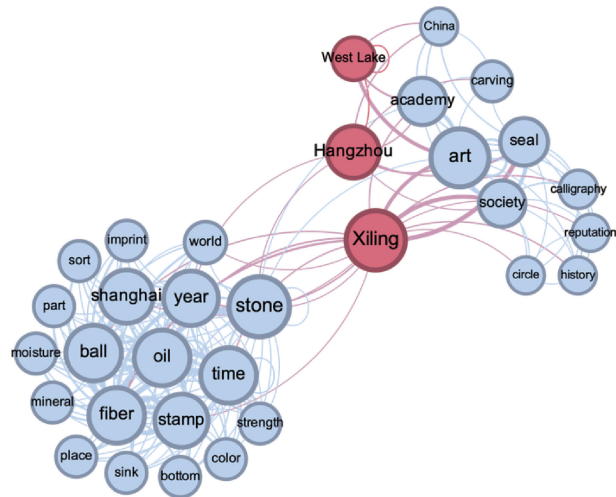 China
West Lake
carving
academy
Hangzhou
seal
art
calligraphy
society
reputation
Xiling
circle
history
imprint
world
sort
shanghai
year
stone
part
ball
oil
moisture
time
mineral
fiber
stamp
strength
place
color
sink
bottom